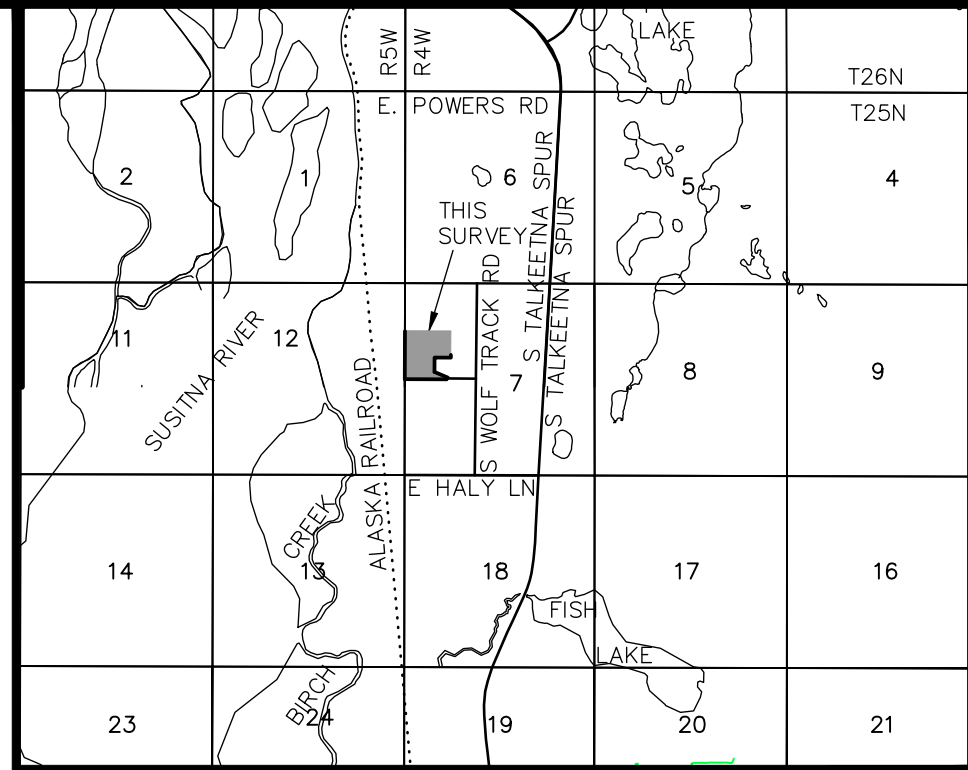 LAKE
R5W
R4W
T26N
E. POWERS RD
T25N
2
1
6
5
4
THIS
SURVEY
S TALKEETNA SPUR
S TALKEETNA SPUR
11
12
S WOLF TRACK RD
7
8
9
SUSITNA RIVER
ALASKA RAILROAD
E HALY LN
14
CREEK
13
18
17
16
FISH
LAKE
23
BIRCH
24
19
20
21